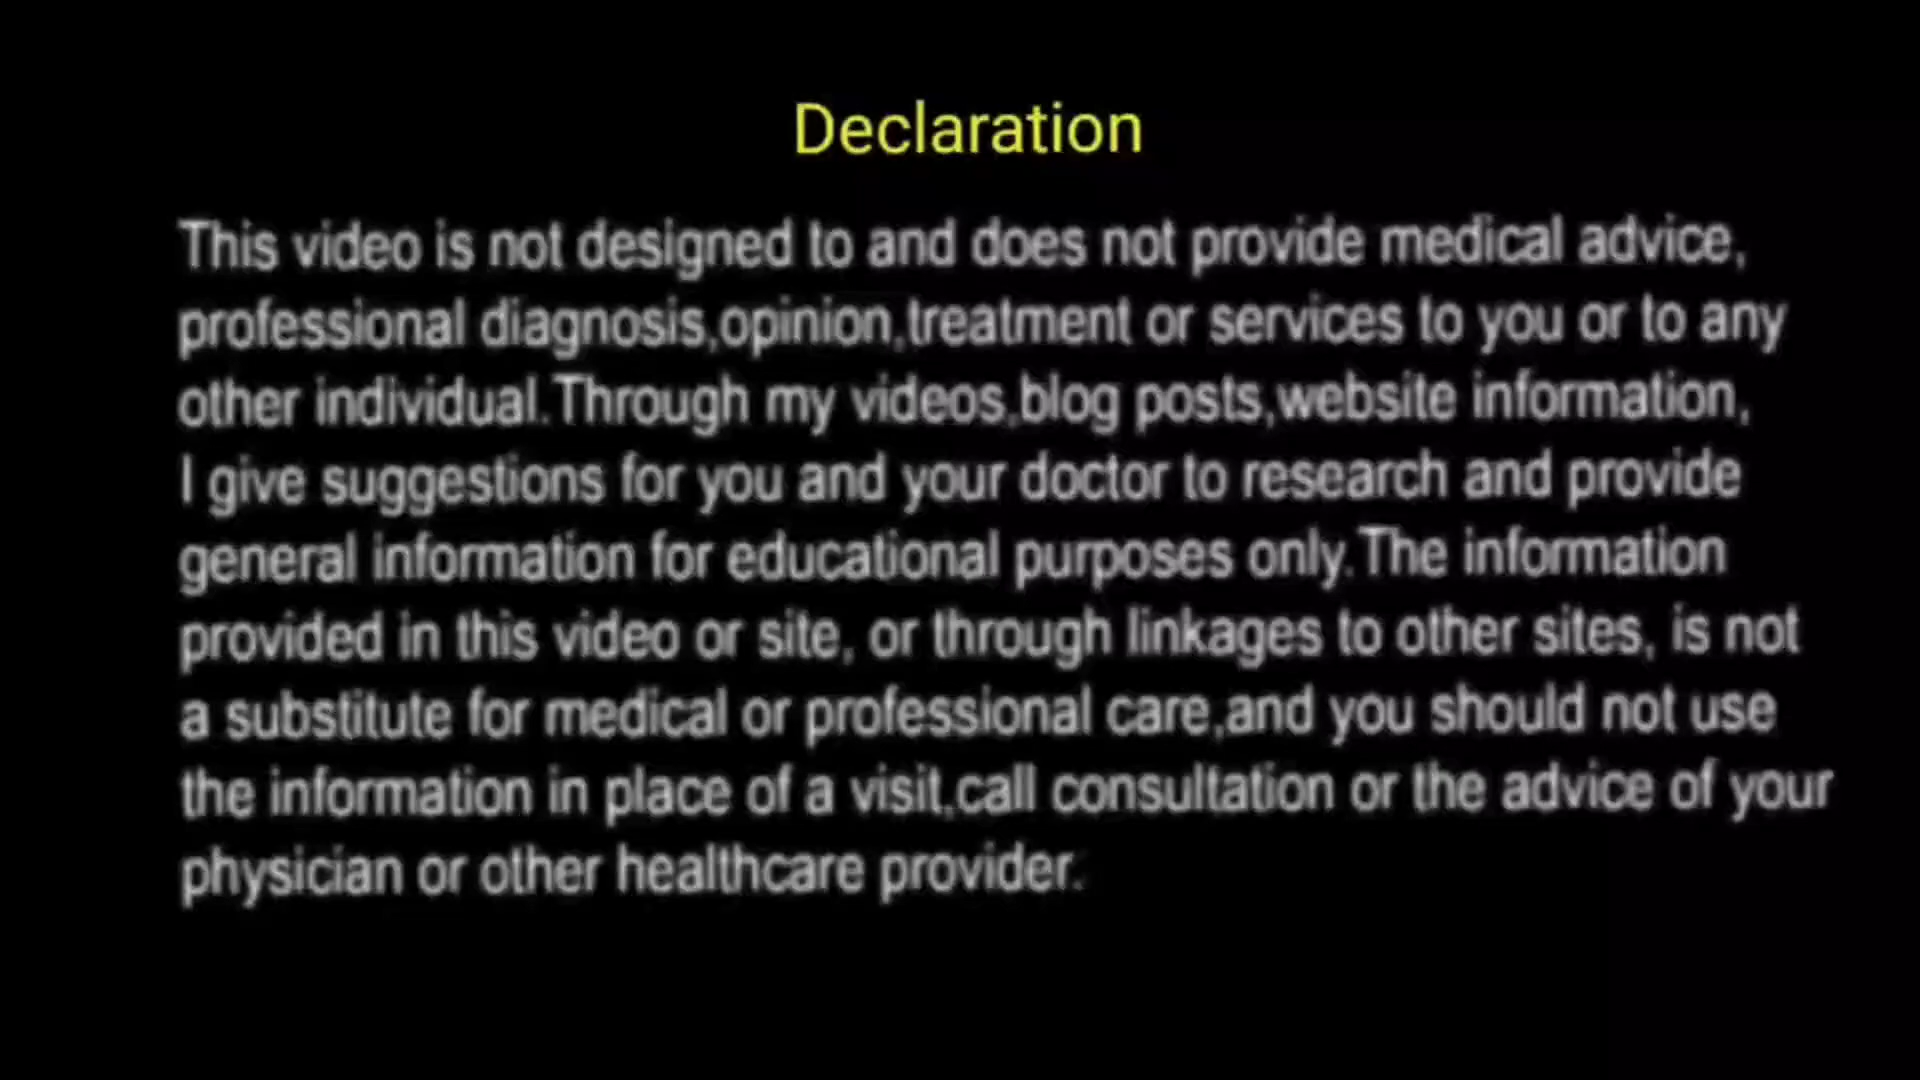 Declaration
This video is not designed to and does not provide medical advice,
professional diagnosis,opinion,treatment or services to you or to any
other individual.Through my videos,blog posts,website information,
I give suggestions for you and your doctor to research and provide
general information for educational purposes only.The information
provided in this video or site, or through linkages to other sites, is not
a substitute for medical or professional care,and you should not use
the information in place of a visit,call consultation or the advice of your
physician or other healthcare provider.